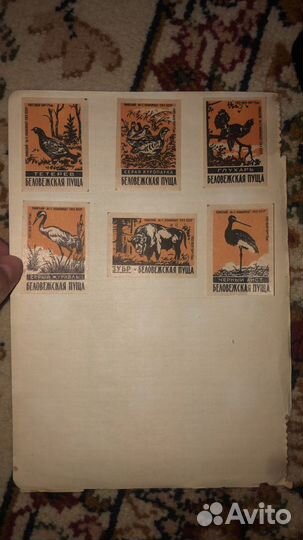 ТЕТЕРЕВ
БЕЛОВЕЖСКАЯ ПУЩА
СЕРАЯ КУРОПАТКА
БЕЛОВЕЖСКАЯ ПУЩА
ГЛУХАРЬ
БЕЛОВЕЖСКАЯ ПУЩА
СЕРЫЙ ЖУРАВЛЬ
БЕЛОВЕЖСКАЯ ПУЩА
ЗУБР - БЕЛОВЕЖСКАЯ ПУЩА
ЧЕРНЫЙ АИСТ
БЕЛОВЕЖСКАЯ ПУЩА
Avito